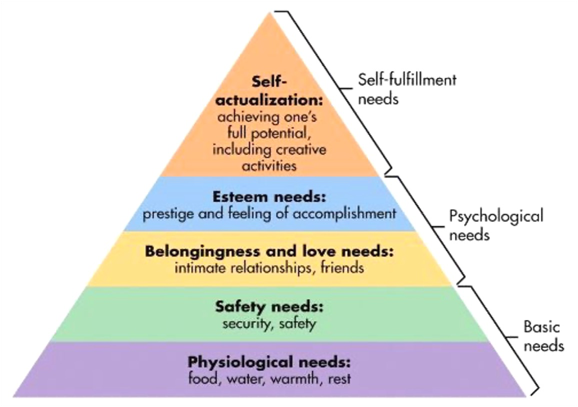 Self-
actualization:
achieving one's
full potential,
including creative
activities
Self-fulfillment
needs
Esteem needs:
prestige and feeling of accomplishment
Psychological
needs
Belongingness and love needs:
intimate relationships, friends
Safety needs:
security, safety
Basic
needs
Physiological needs:
food, water, warmth, rest